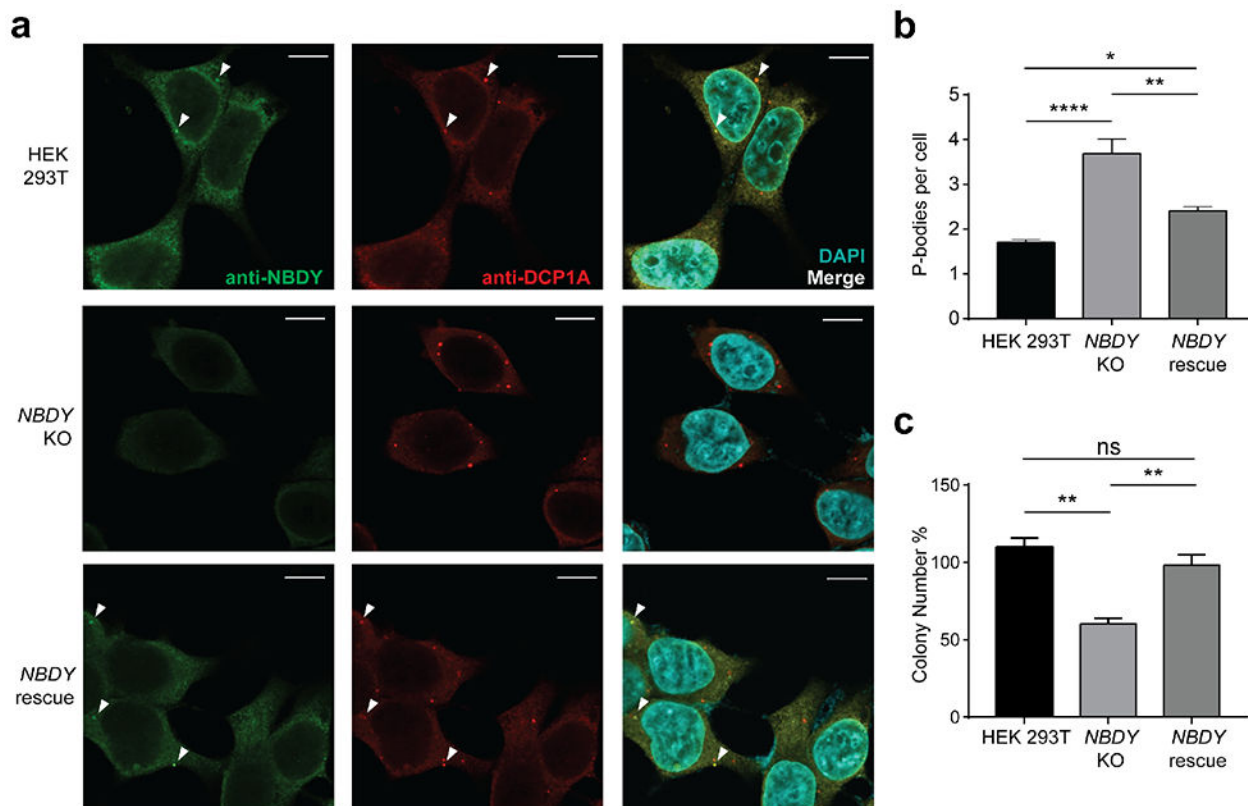 a
HEK
293T
anti-NBDY
anti-DCP1A
DAPI
Merge
NBDY
KO
NBDY
rescue
b
*
**
****
P-bodies per cell
5
4
3
2
1
0
HEK 293T
NBDY
KO
NBDY
rescue
c
ns
**
**
Colony Number %
150
100
50
0
HEK 293T
NBDY
KO
NBDY
rescue